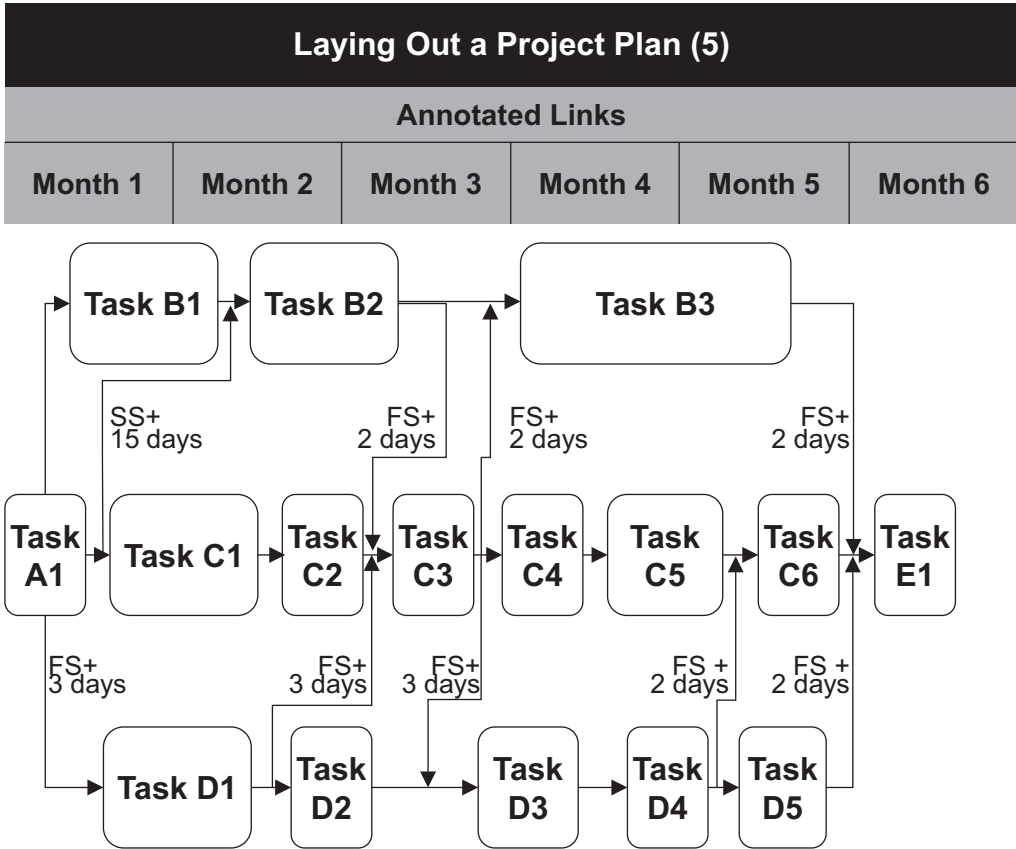 Laying Out a Project Plan (5)
Annotated Links
Month 1
Month 2
Month 3
Month 4
Month 5
Month 6
Task B1
Task B2
Task B3
SS+
15 days
FS+
2 days
FS+
2 days
FS+
2 days
Task
A1
Task C1
Task
C2
Task
C3
Task
C4
Task
C5
Task
C6
Task
E1
FS+
3 days
FS+
3 days
FS+
3 days
FS +
2 days
FS +
2 days
Task D1
Task
D2
Task
D3
Task
D4
Task
D5